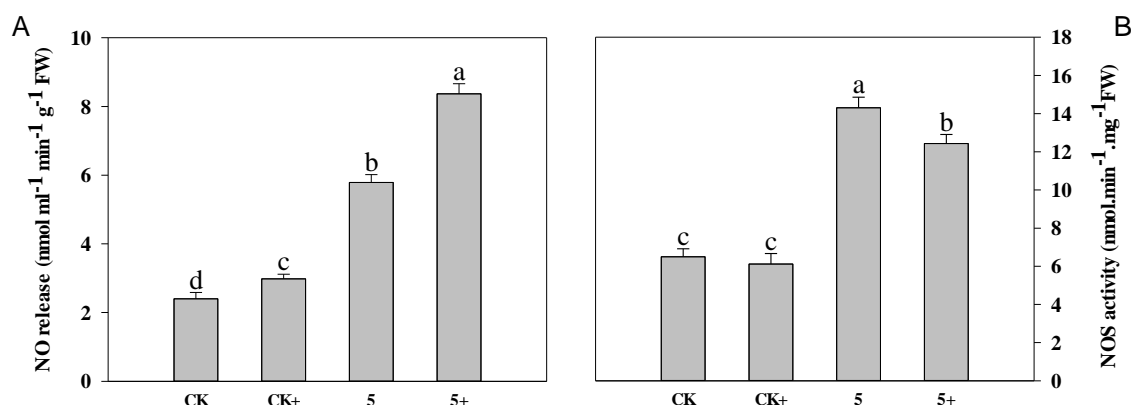 A
NO release (nmol ml⁻¹ min⁻¹ g⁻¹ FW)
10
8
6
4
2
0
d
c
b
a
CK
CK+
5
5+
B
NOS activity (nmol.min⁻¹.mg⁻¹FW)
18
16
14
12
10
8
6
4
2
0
c
c
a
b
CK
CK+
5
5+